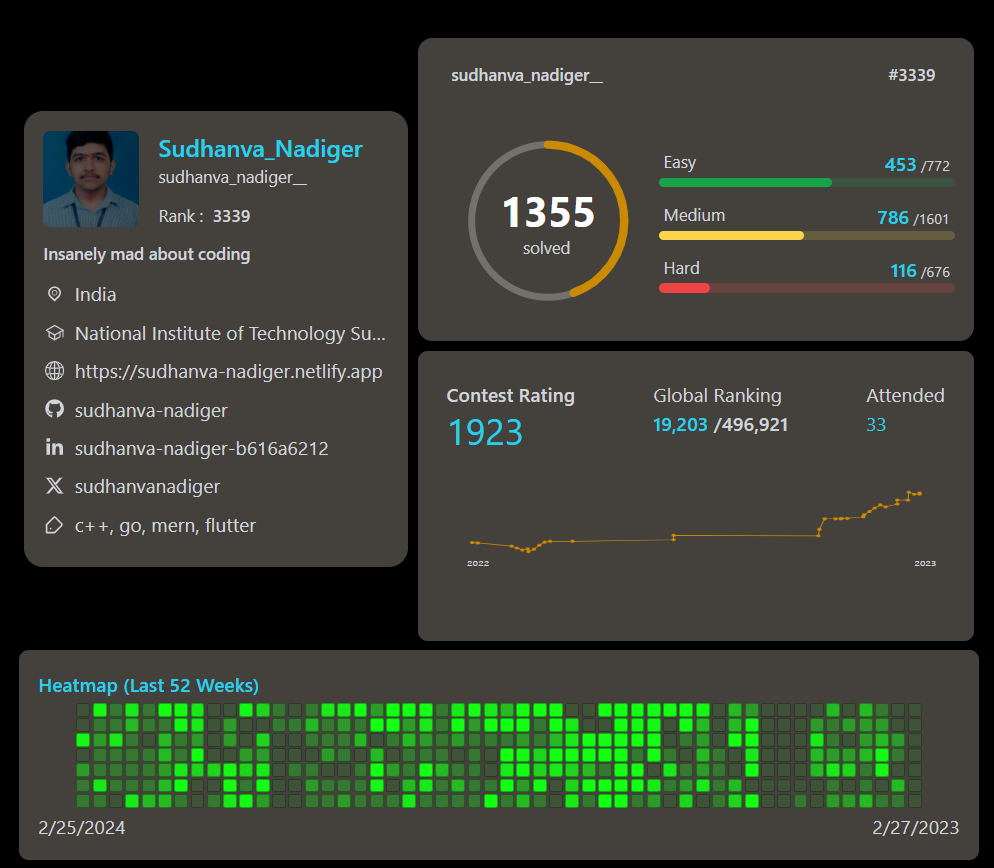 Sudhanva_Nadiger
sudhanva_nadiger__
Rank : 3339
Insanely mad about coding
India
National Institute of Technology Su...
https://sudhanva-nadiger.netlify.app
sudhanva-nadiger
sudhanva-nadiger-b616a6212
sudhanvanadiger
c++, go, mern, flutter
sudhanva_nadiger__ #3339
1355
solved
Easy 453 /772
Medium 786 /1601
Hard 116 /676
Contest Rating
1923
Global Ranking
19,203 /496,921
Attended
33
2022 2023
Heatmap (Last 52 Weeks)
2/25/2024 2/27/2023